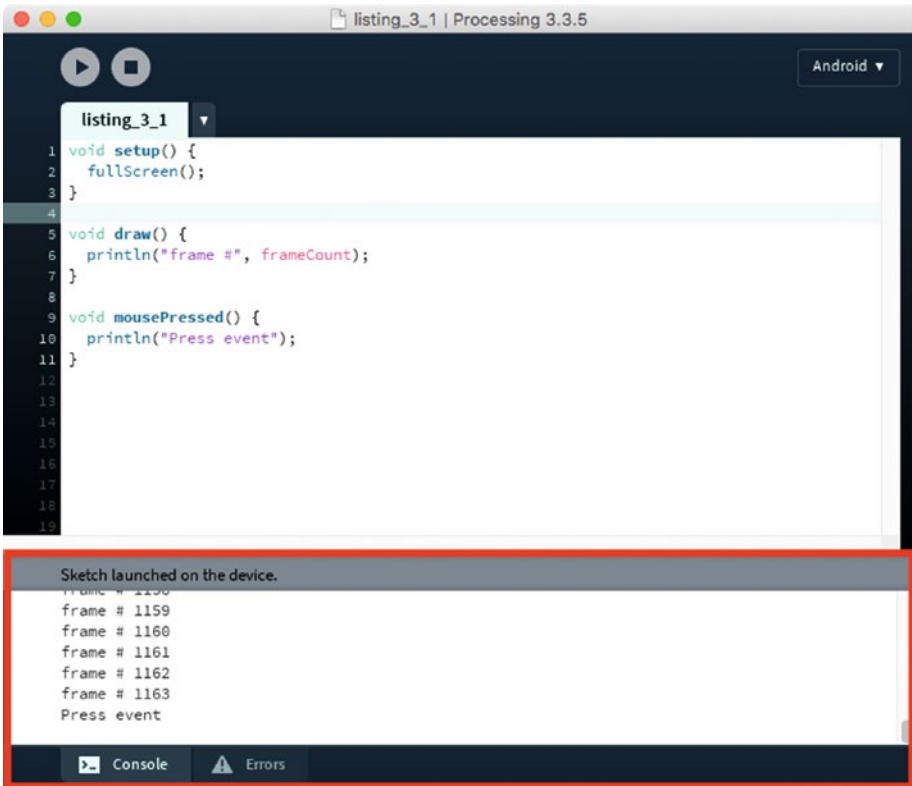 listing_3_1 | Processing 3.3.5
Android ▼
listing_3_1 ▼
1 void setup() {
2 fullScreen();
3 }
4
5 void draw() {
6 println("frame #", frameCount);
7 }
8
9 void mousePressed() {
10 println("Press event");
11 }
12
13
14
15
16
17
18
19
Sketch launched on the device.
frame # 1159
frame # 1160
frame # 1161
frame # 1162
frame # 1163
Press event
Console Errors